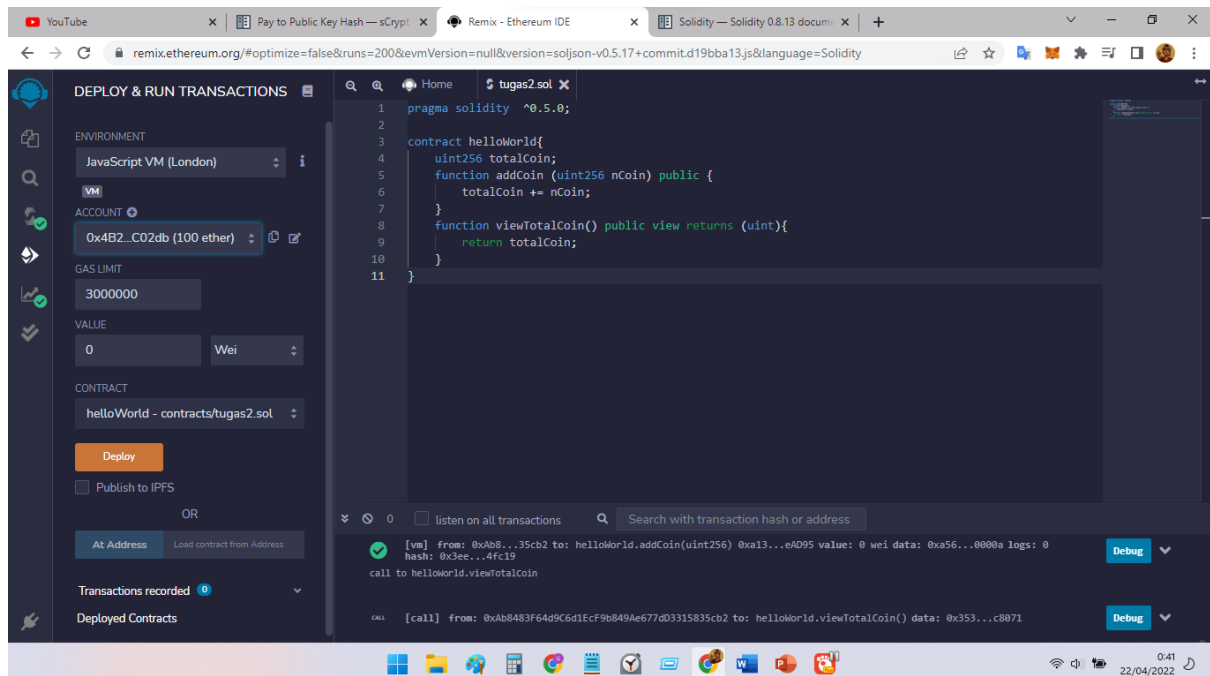 YouTube
Pay to Public Key Hash — sCrypt
Remix - Ethereum IDE
Solidity — Solidity 0.8.13 docume
remix.ethereum.org/#optimize=false&runs=200&evmVersion=null&version=soljson-v0.5.17+commit.d19bba13.js&language=Solidity
DEPLOY & RUN TRANSACTIONS
ENVIRONMENT
JavaScript VM (London)
VM
ACCOUNT
0x4B2...C02db (100 ether)
GAS LIMIT
3000000
VALUE
0
Wei
CONTRACT
helloWorld - contracts/tugas2.sol
Deploy
Publish to IPFS
OR
At Address
Load contract from Address
Transactions recorded 0
Deployed Contracts
Home
tugas2.sol
1 pragma solidity ^0.5.0;
2
3 contract helloWorld{
4 uint256 totalCoin;
5 function addCoin (uint256 nCoin) public {
6 totalCoin += nCoin;
7 }
8 function viewTotalCoin() public view returns (uint){
9 return totalCoin;
10 }
11 }
0
listen on all transactions
Search with transaction hash or address
[vm] from: 0xAb8...35cb2 to: helloWorld.addCoin(uint256) 0xa13...eAD95 value: 0 wei data: 0xa56...0000a logs: 0
hash: 0x3ee...4fc19
Debug
call to helloWorld.viewTotalCoin
CALL
[call] from: 0xAb8483F64d9C6d1EcF9b849Ae677dD3315835cb2 to: helloWorld.viewTotalCoin() data: 0x353...c8071
Debug
0:41
22/04/2022